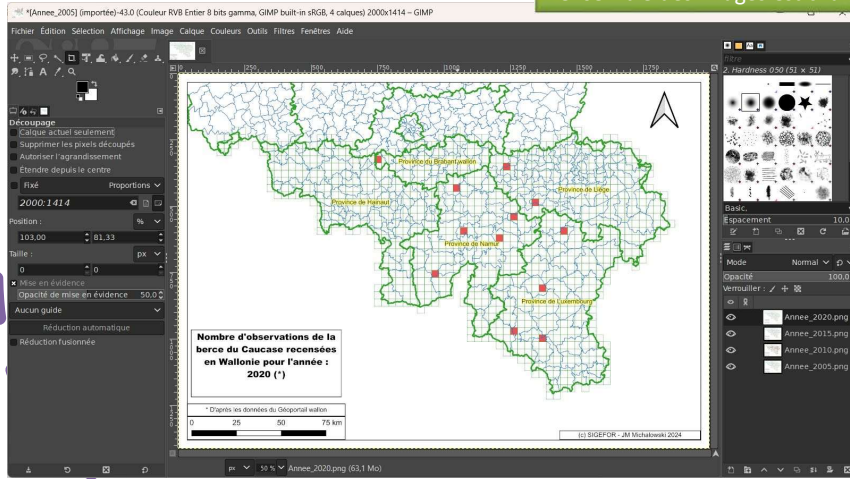 *[Annee_2005] (importée)-43.0 (Couleur RVB Entier 8 bits gamma, GIMP built-in sRGB, 4 calques) 2000x1414 – GIMP
Fichier Édition Sélection Affichage Image Calque Couleurs Outils Filtres Fenêtres Aide
Découpage
Calque actuel seulement
Supprimer les pixels découpés
Autoriser l'agrandissement
Étendre depuis le centre
Fixé Proportions
2000:1414
Position : %
103,00 81,33
Taille : px
0 0
Mise en évidence
Opacité de mise en évidence 50,0
Aucun guide
Réduction automatique
Réduction fusionnée
0 250 500 750 1000 1250 1500 1750
Province du Brabant wallon
Province de Liège
Province de Hainaut
Province de Namur
Province de Luxembourg
Nombre d'observations de la
berce du Caucase recensées
en Wallonie pour l'année :
2020 (*)
* D'après les données du Géoportail wallon
0 25 50 75 km
(c) SIGEFOR - JM Michalowski 2024
px 50 % Annee_2020.png (63,1 Mo)
filtre
2. Hardness 050 (51 × 51)
Basic,
Espacement 10,0
Mode Normal
Opacité 100,0
Verrouiller :
Annee_2020.png
Annee_2015.png
Annee_2010.png
Annee_2005.png